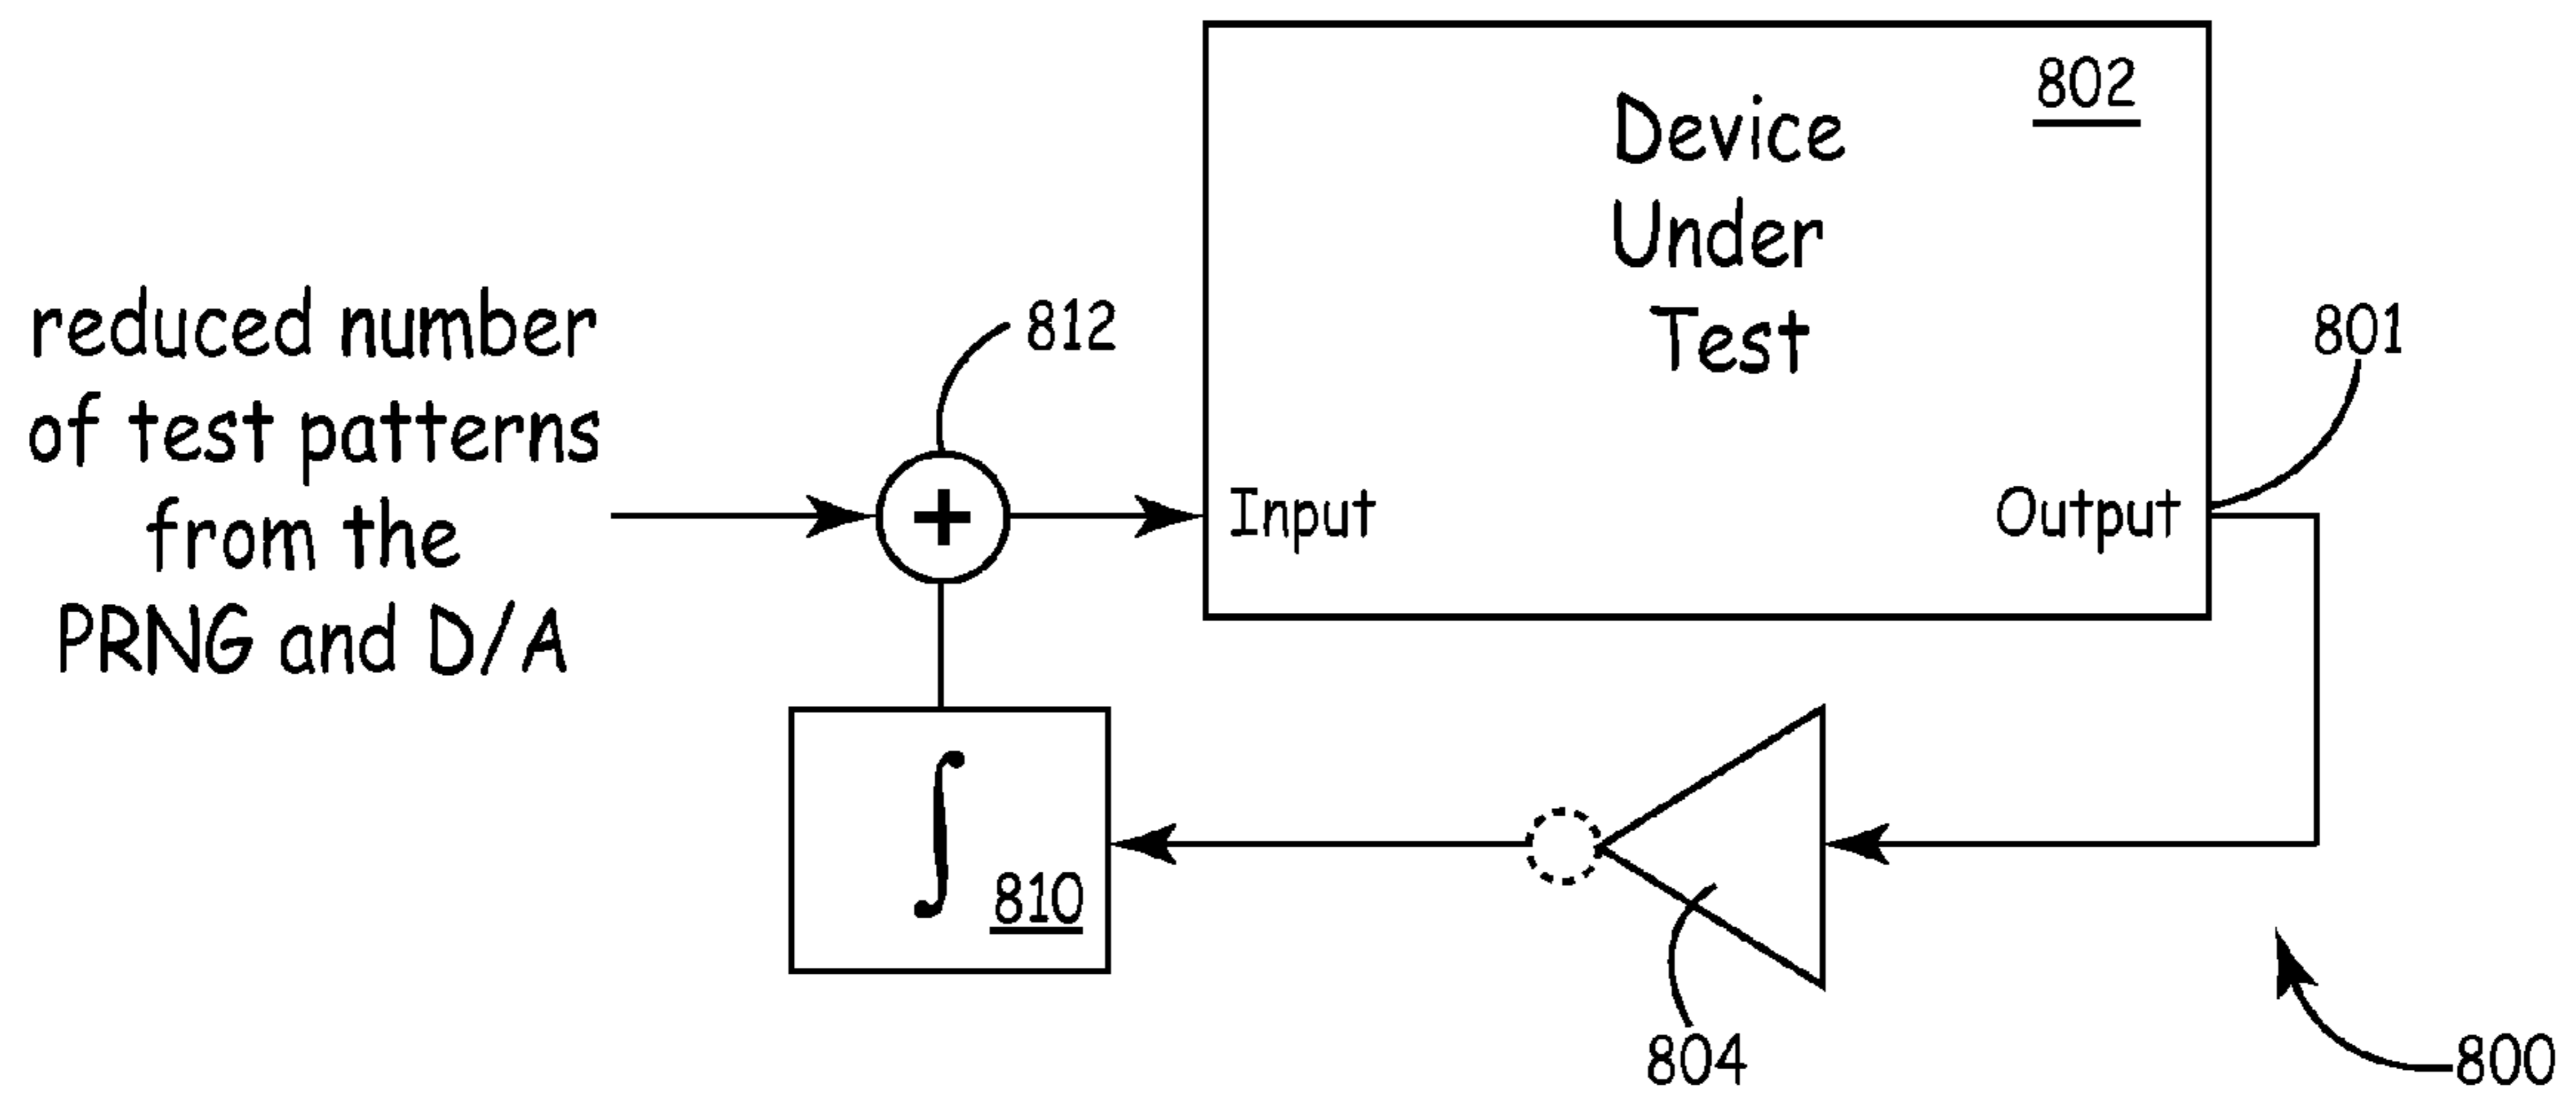 802
Device
Under
Test
812
801
reduced number
of test patterns
from the
PRNG and D/A
+
Input
Output
∫
810
804
800